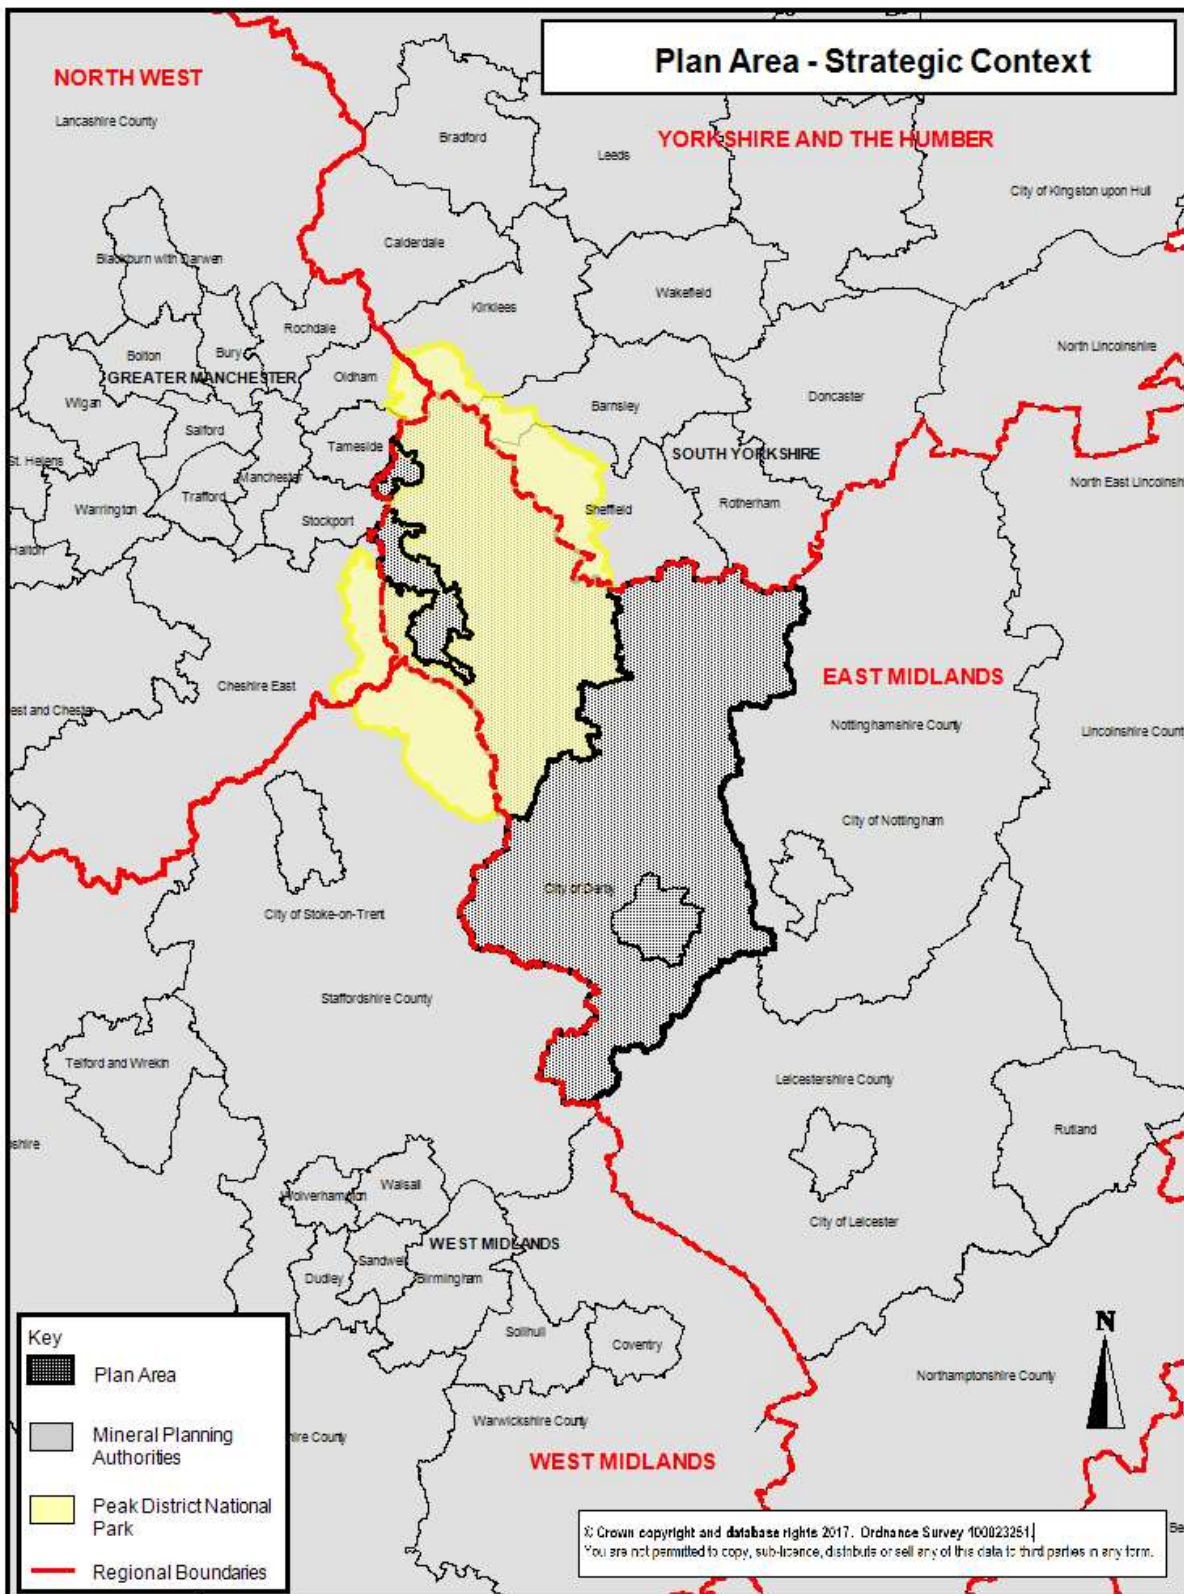 Plan Area - Strategic Context
NORTH WEST
Lancashire County
Bradford
Leeds
YORKSHIRE AND THE HUMBER
City of Kingston upon Hull
Calderdale
Blackburn with Darwen
Kirklees
Wakefield
Rochdale
Bolton
Bury
North Lincolnshire
GREATER MANCHESTER
Oldham
Wigan
Barnsley
Doncaster
Salford
Tameside
St. Helens
SOUTH YORKSHIRE
Manchester
North East Lincolnsh
Trafford
Warrington
Stockport
Sheffield
Rotherham
Halton
Cheshire East
EAST MIDLANDS
est and Cheste
Nottinghamshire County
Lincolnshire Count
City of Nottingham
City of Derby
City of Stoke-on-Trent
Staffordshire County
Telford and Wrekin
Leicestershire County
Rutland
shire
Walsall
Wolverhampton
City of Leicester
WEST MIDLANDS
Sandwell
Dudley
Birmingham
Solihull
Coventry
Northamptonshire County
Warwickshire County
hire County
WEST MIDLANDS
Be
N
Key
Plan Area
Mineral Planning
Authorities
Peak District National
Park
Regional Boundaries
© Crown copyright and database rights 2017. Ordnance Survey 100023251.
You are not permitted to copy, sub-licence, distribute or sell any of this data to third parties in any form.